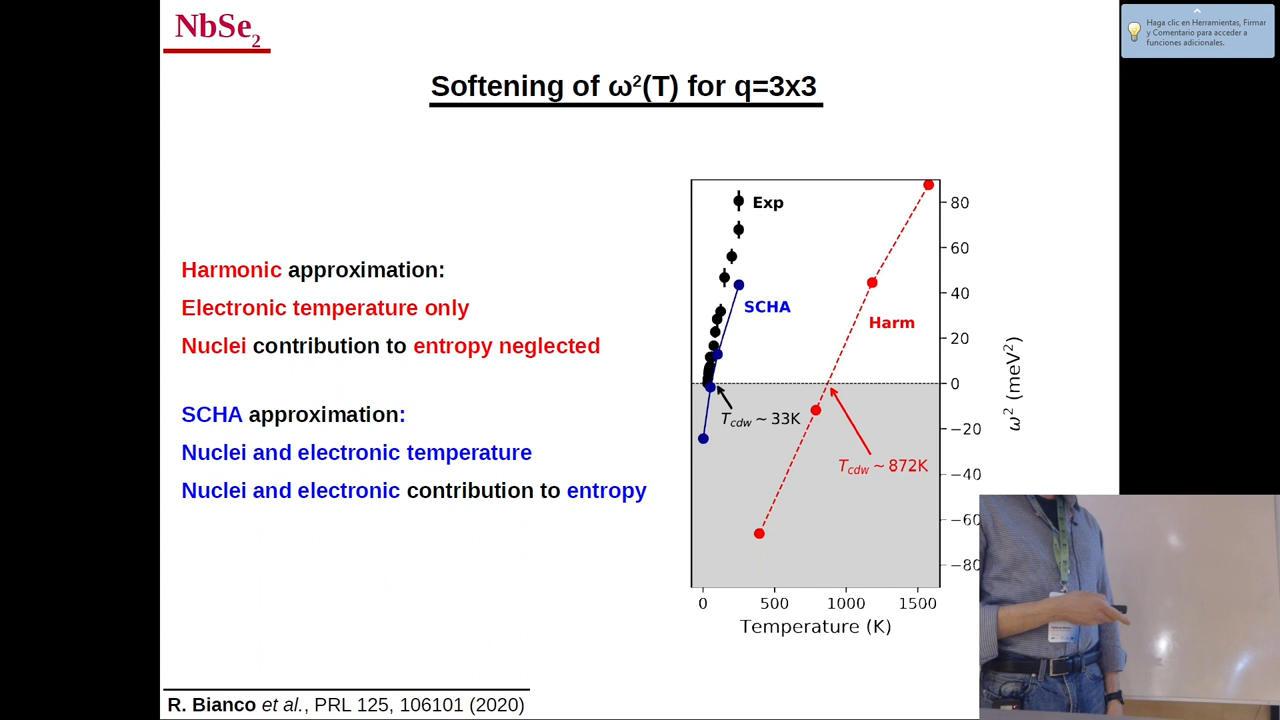 NbSe2
Haga clic en Herramientas, Firmar
y Comentario para acceder a
funciones adicionales.
Softening of ω²(T) for q=3x3
Harmonic approximation:
Electronic temperature only
Nuclei contribution to entropy neglected
SCHA approximation:
Nuclei and electronic temperature
Nuclei and electronic contribution to entropy
Exp
SCHA
Harm
Tcdw ~ 33K
Tcdw ~ 872K
80
60
40
20
0
−20
−40
−60
−80
ω² (meV²)
0 500 1000 1500
Temperature (K)
R. Bianco et al., PRL 125, 106101 (2020)